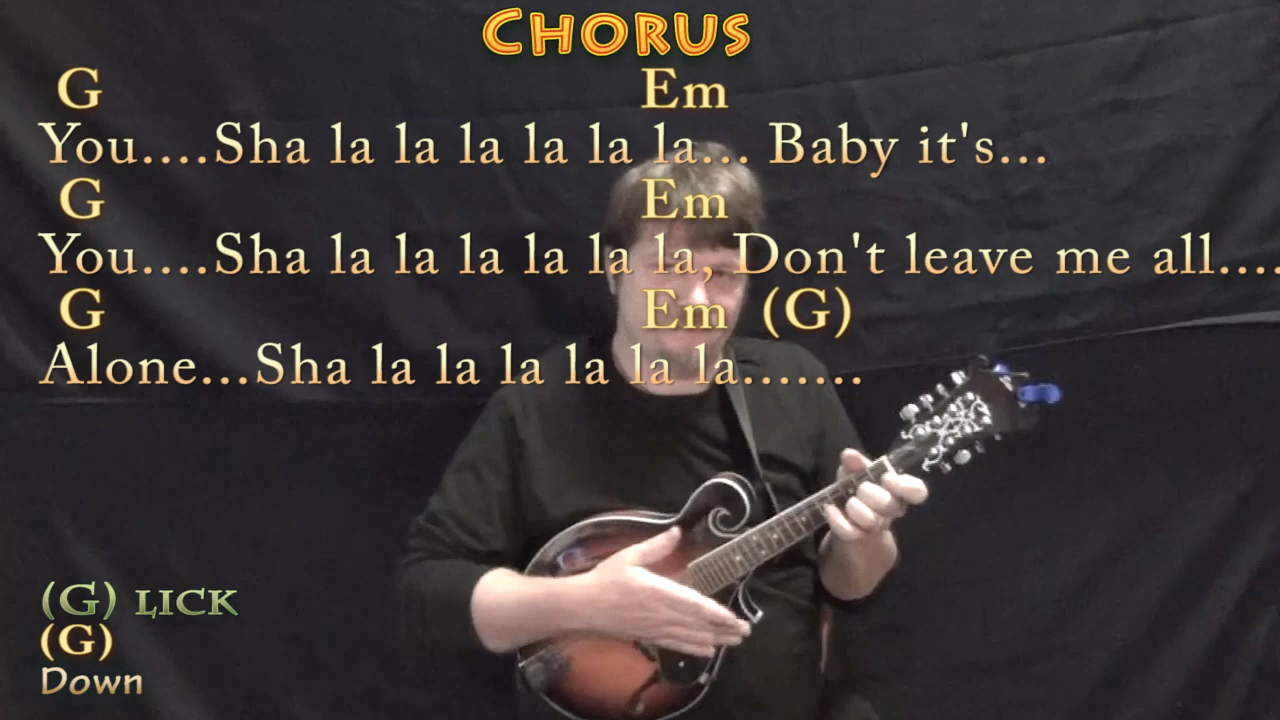 CHORUS
G Em
You....Sha la la la la la la... Baby it's...
G Em
You....Sha la la la la la la, Don't leave me all....
G Em (G)
Alone...Sha la la la la la la.......
(G) LICK
(G)
Down